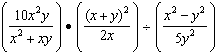 (10x²y / x² + xy) • ((x + y)² / 2x) ÷ (x² − y² / 5y²)